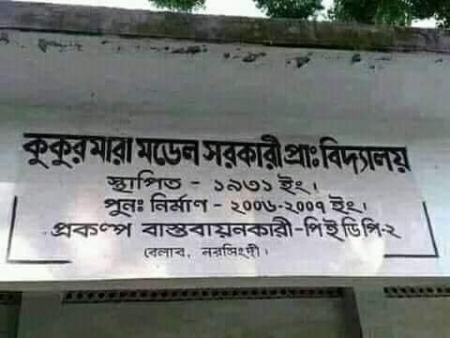 কুকুরমারা মডেল সরকারী প্রাঃ বিদ্যালয়
স্থাপিত - ১৯৩১ ইং।
পুনঃ নির্মাণ - ২০০৬-২০০৭ ইং।
প্রকল্প বাস্তবায়নকারী-পিইডিপি-২
বেলাব, নরসিংদী।